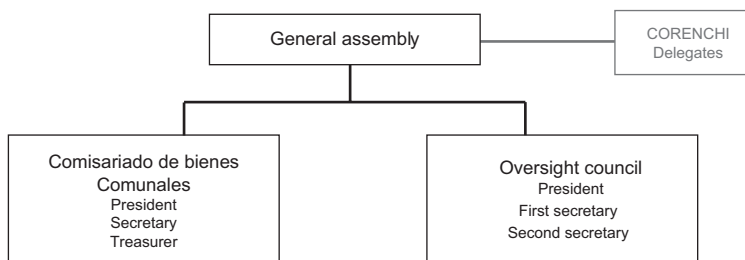 General assembly
CORENCHI
Delegates
Comisariado de bienes
Comunales
President
Secretary
Treasurer
Oversight council
President
First secretary
Second secretary